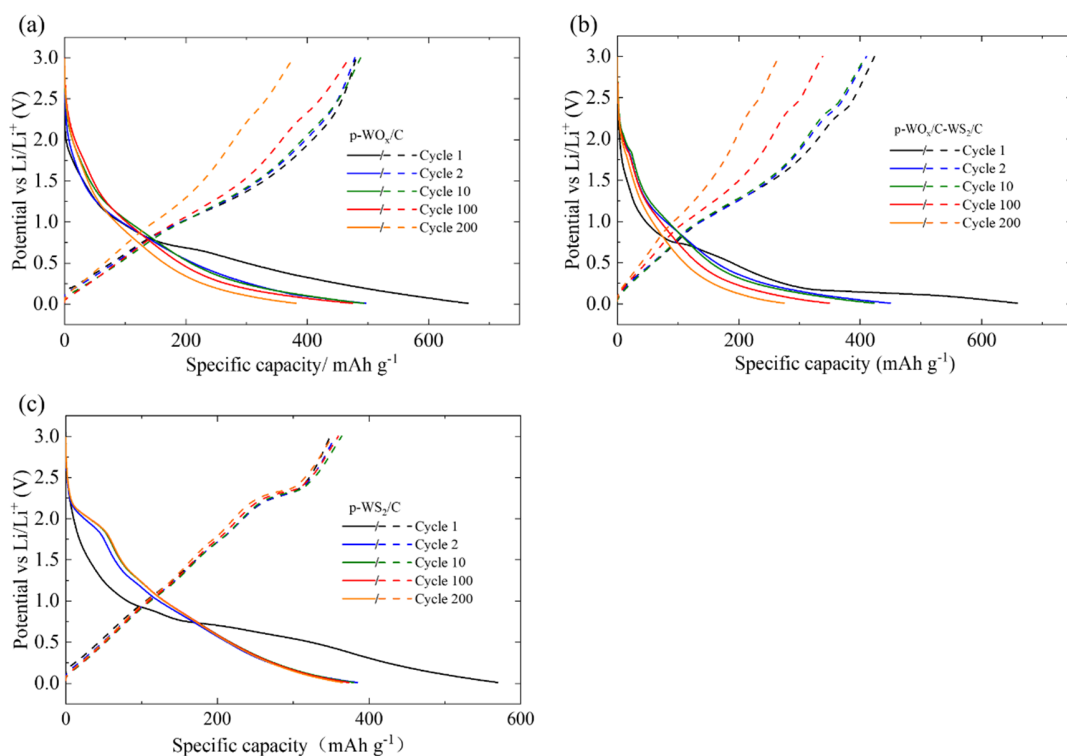 (a)
3.0
2.5
2.0
1.5
1.0
0.5
0.0
Potential vs Li/Li⁺ (V)
p-WOₓ/C
Cycle 1
Cycle 2
Cycle 10
Cycle 100
Cycle 200
0 200 400 600
Specific capacity/ mAh g⁻¹
(b)
3.0
2.5
2.0
1.5
1.0
0.5
0.0
Potential vs Li/Li⁺ (V)
p-WOₓ/C-WS₂/C
Cycle 1
Cycle 2
Cycle 10
Cycle 100
Cycle 200
0 200 400 600
Specific capacity (mAh g⁻¹)
(c)
3.0
2.5
2.0
1.5
1.0
0.5
0.0
Potential vs Li/Li⁺ (V)
p-WS₂/C
Cycle 1
Cycle 2
Cycle 10
Cycle 100
Cycle 200
0 200 400 600
Specific capacity（mAh g⁻¹）